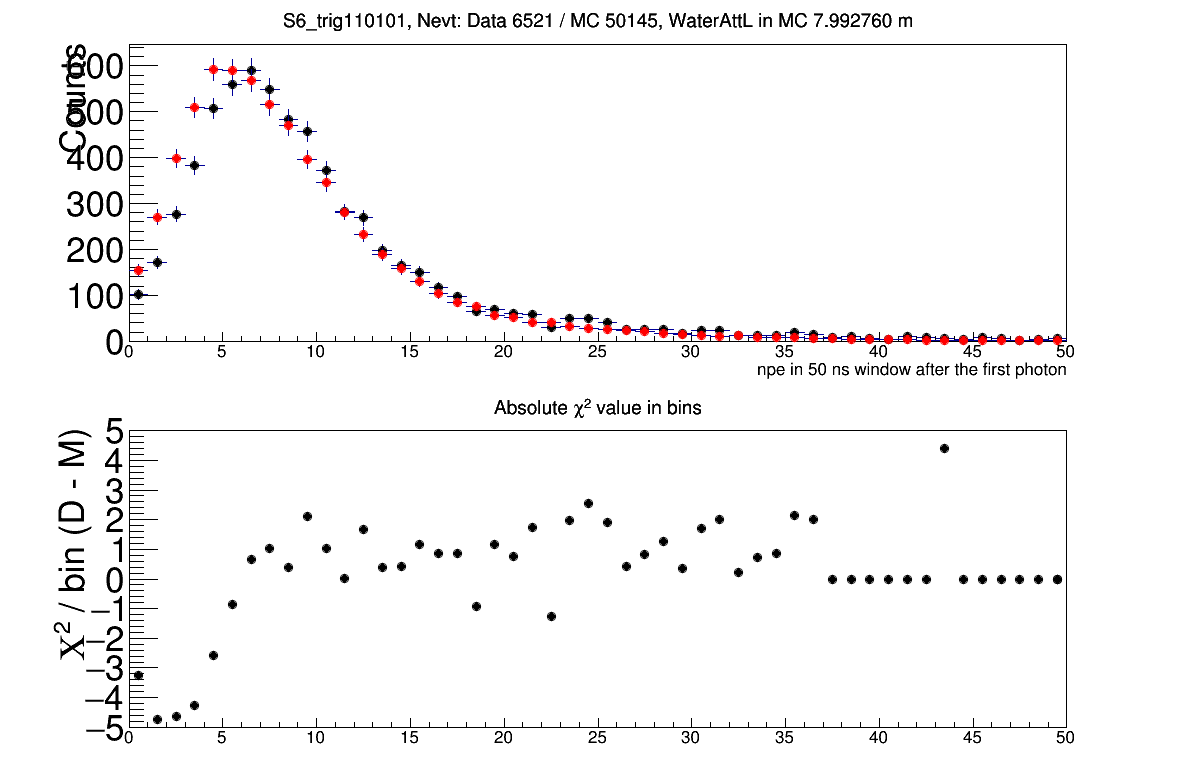 S6_trig110101, Nevt: Data 6521 / MC 50145, WaterAttL in MC 7.992760 m
Counts
600
500
400
300
200
100
0
0 5 10 15 20 25 30 35 40 45 50
npe in 50 ns window after the first photon
Absolute χ² value in bins
X² / bin (D - M)
5
4
3
2
1
0
−1
−2
−3
−4
−5
0 5 10 15 20 25 30 35 40 45 50